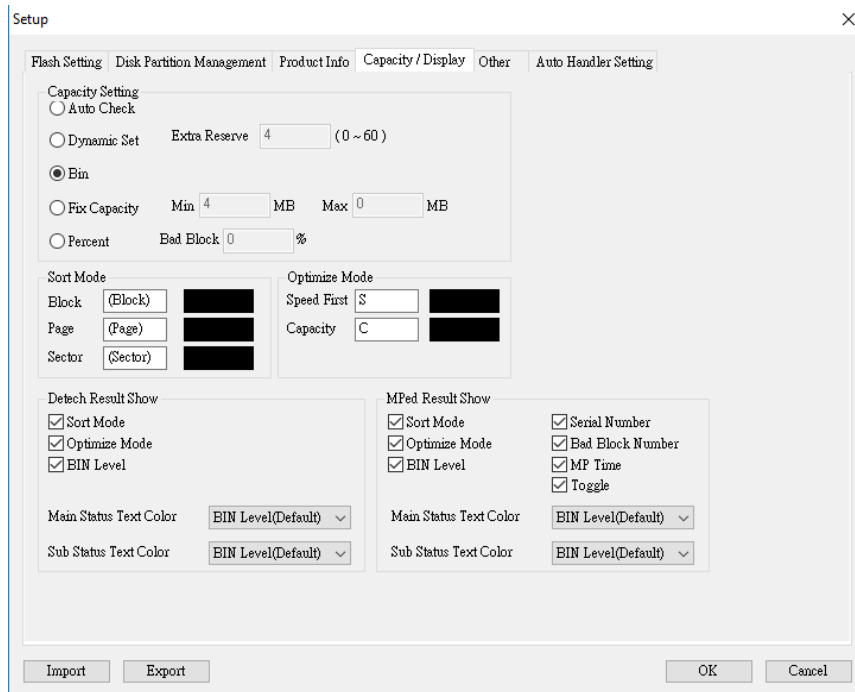 Setup
Flash Setting Disk Partition Management Product Info Capacity / Display Other Auto Handler Setting
Capacity Setting
Auto Check
Dynamic Set Extra Reserve 4 ( 0 ~ 60 )
Bin
Fix Capacity Min 4 MB Max 0 MB
Percent Bad Block 0 %
Sort Mode
Block (Block)
Page (Page)
Sector (Sector)
Optimize Mode
Speed First S
Capacity C
Detech Result Show
Sort Mode
Optimize Mode
BIN Level
Main Status Text Color BIN Level(Default)
Sub Status Text Color BIN Level(Default)
MPed Result Show
Sort Mode Serial Number
Optimize Mode Bad Block Number
BIN Level MP Time
Toggle
Main Status Text Color BIN Level(Default)
Sub Status Text Color BIN Level(Default)
Import Export OK Cancel